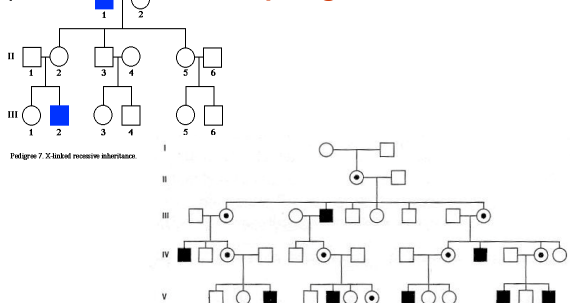 1 2
II
1 2 3 4 5 6
III
1 2 3 4 5 6
Pedigree 7. X-linked recessive inheritance.
I
II
III
IV
V